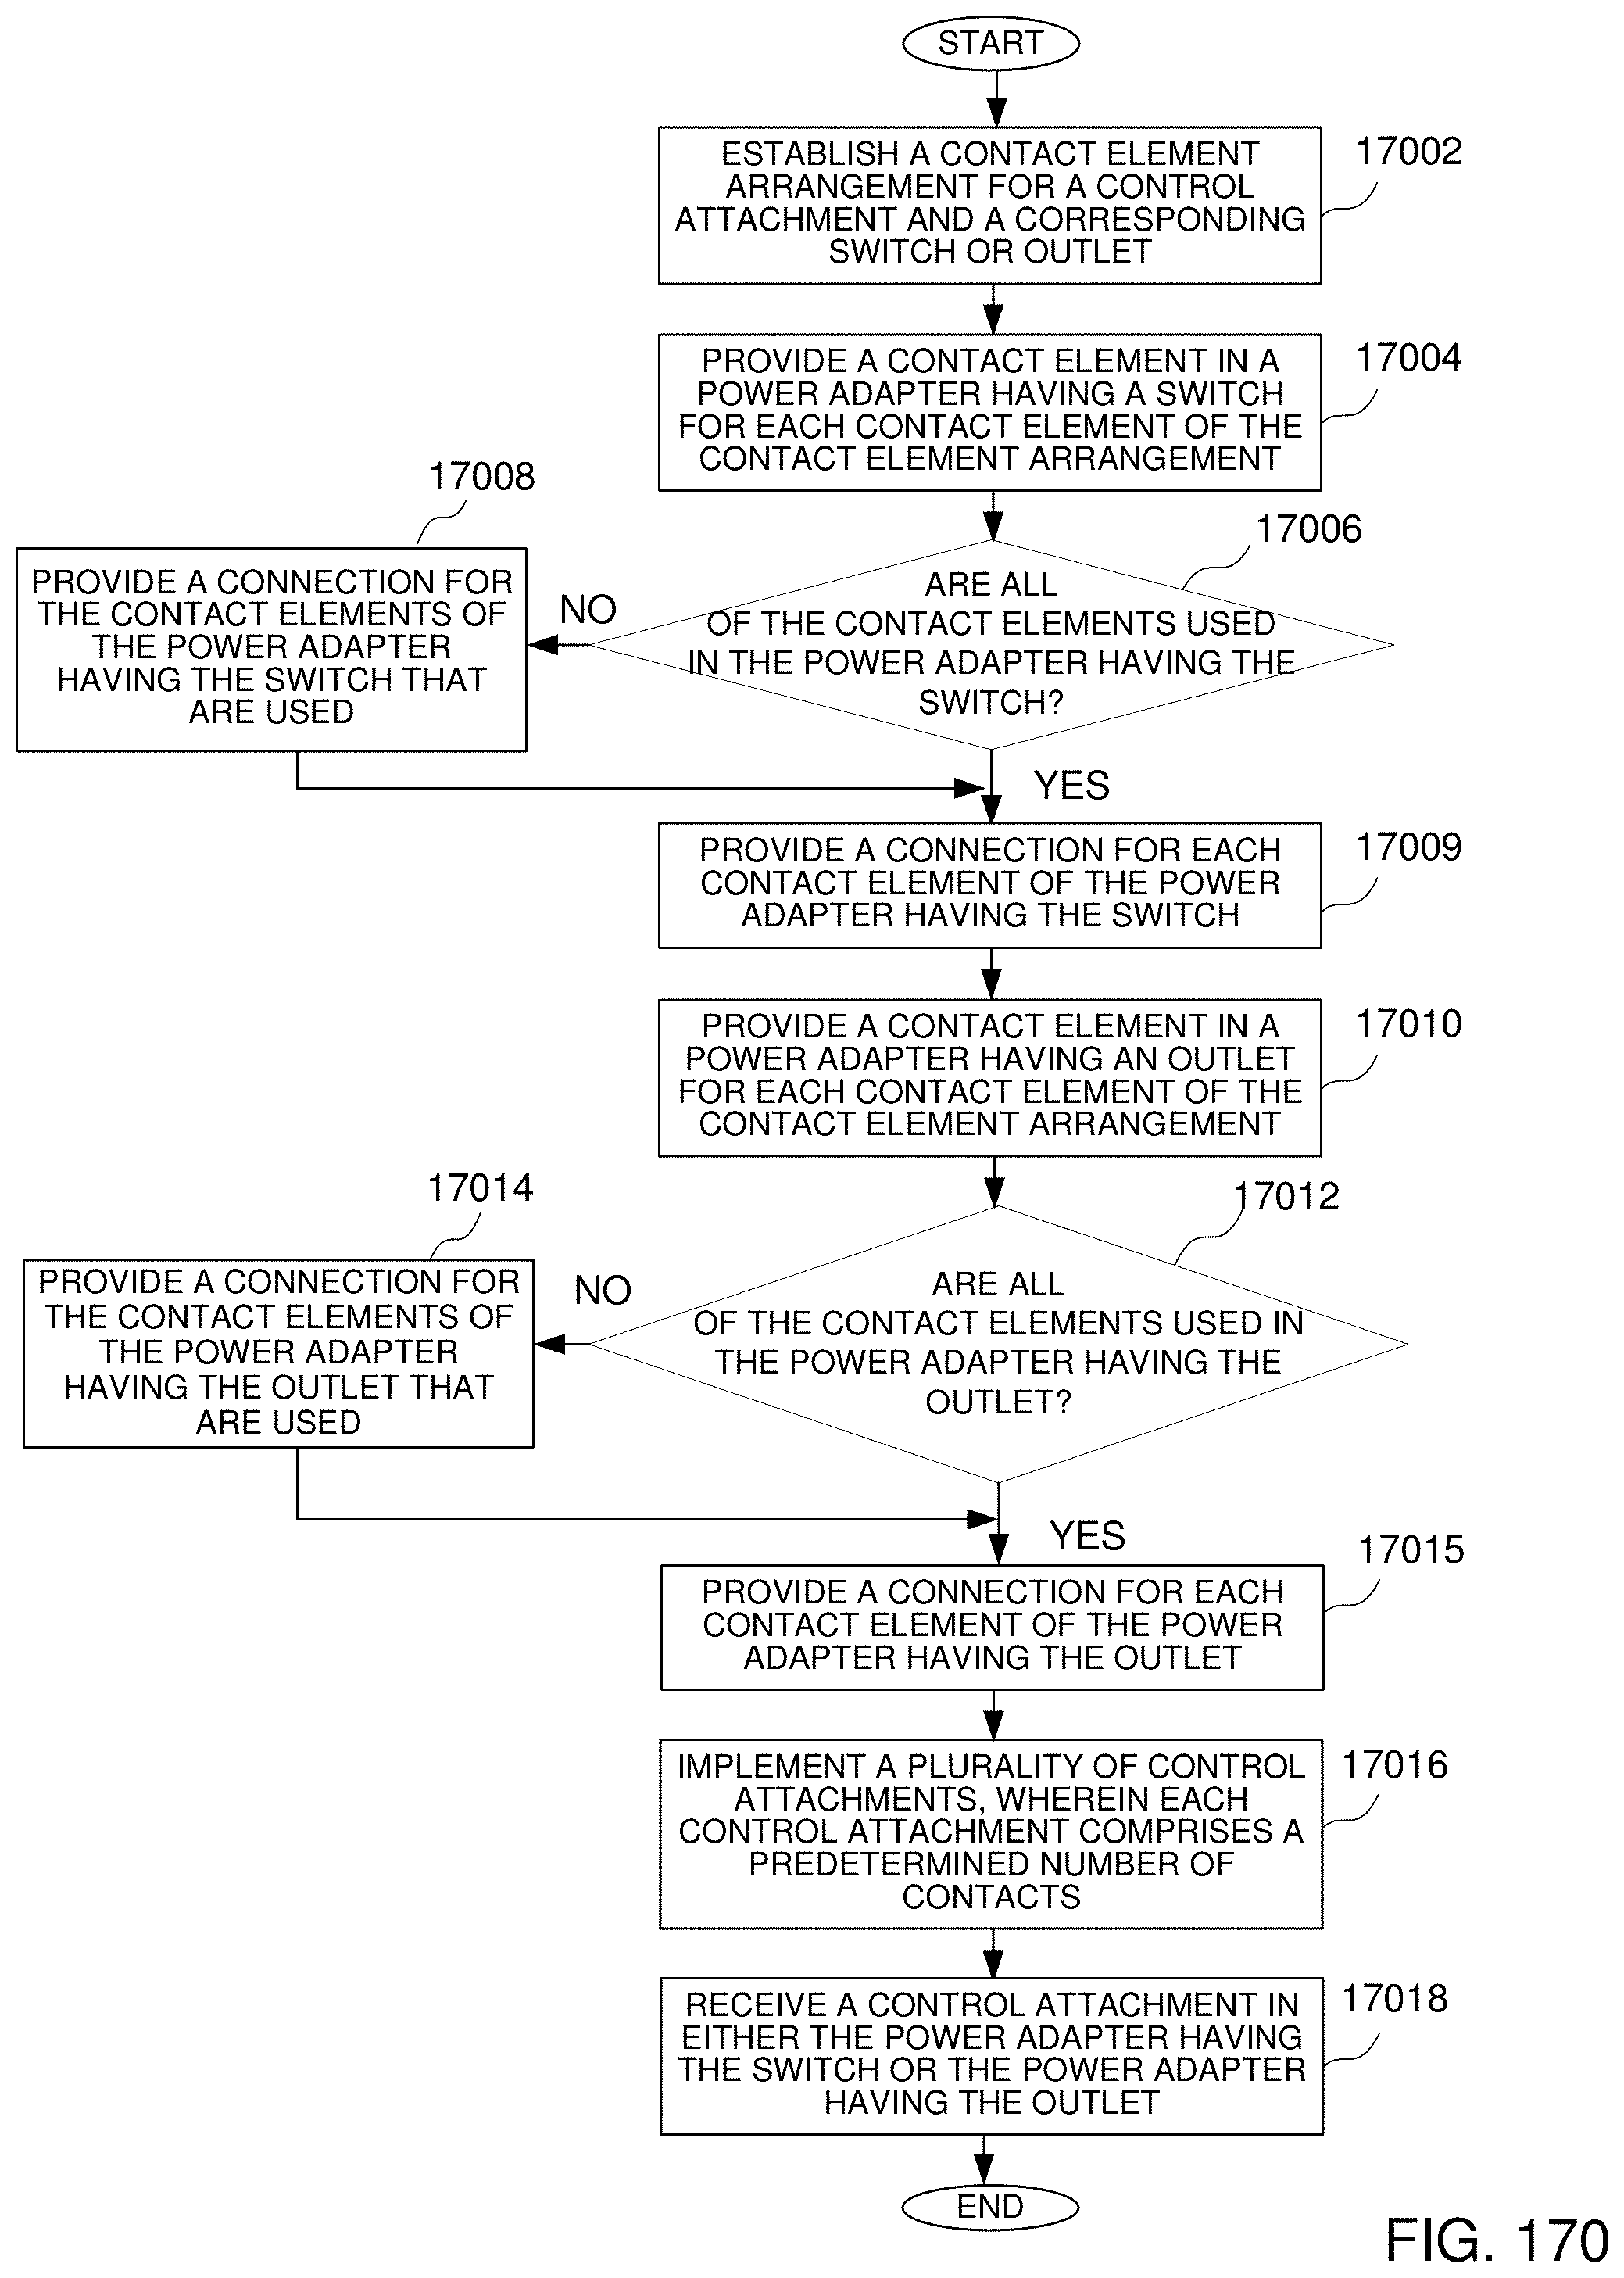 START
17002
ESTABLISH A CONTACT ELEMENT
ARRANGEMENT FOR A CONTROL
ATTACHMENT AND A CORRESPONDING
SWITCH OR OUTLET
17004
PROVIDE A CONTACT ELEMENT IN A
POWER ADAPTER HAVING A SWITCH
FOR EACH CONTACT ELEMENT OF THE
CONTACT ELEMENT ARRANGEMENT
17006
ARE ALL
OF THE CONTACT ELEMENTS USED
IN THE POWER ADAPTER HAVING THE
SWITCH?
NO
17008
PROVIDE A CONNECTION FOR
THE CONTACT ELEMENTS OF
THE POWER ADAPTER
HAVING THE SWITCH THAT
ARE USED
YES
17009
PROVIDE A CONNECTION FOR EACH
CONTACT ELEMENT OF THE POWER
ADAPTER HAVING THE SWITCH
17010
PROVIDE A CONTACT ELEMENT IN A
POWER ADAPTER HAVING AN OUTLET
FOR EACH CONTACT ELEMENT OF THE
CONTACT ELEMENT ARRANGEMENT
17012
ARE ALL
OF THE CONTACT ELEMENTS USED IN
THE POWER ADAPTER HAVING THE
OUTLET?
NO
17014
PROVIDE A CONNECTION FOR
THE CONTACT ELEMENTS OF
THE POWER ADAPTER
HAVING THE OUTLET THAT
ARE USED
YES
17015
PROVIDE A CONNECTION FOR EACH
CONTACT ELEMENT OF THE POWER
ADAPTER HAVING THE OUTLET
17016
IMPLEMENT A PLURALITY OF CONTROL
ATTACHMENTS, WHEREIN EACH
CONTROL ATTACHMENT COMPRISES A
PREDETERMINED NUMBER OF
CONTACTS
17018
RECEIVE A CONTROL ATTACHMENT IN
EITHER THE POWER ADAPTER HAVING
THE SWITCH OR THE POWER ADAPTER
HAVING THE OUTLET
END
FIG. 170